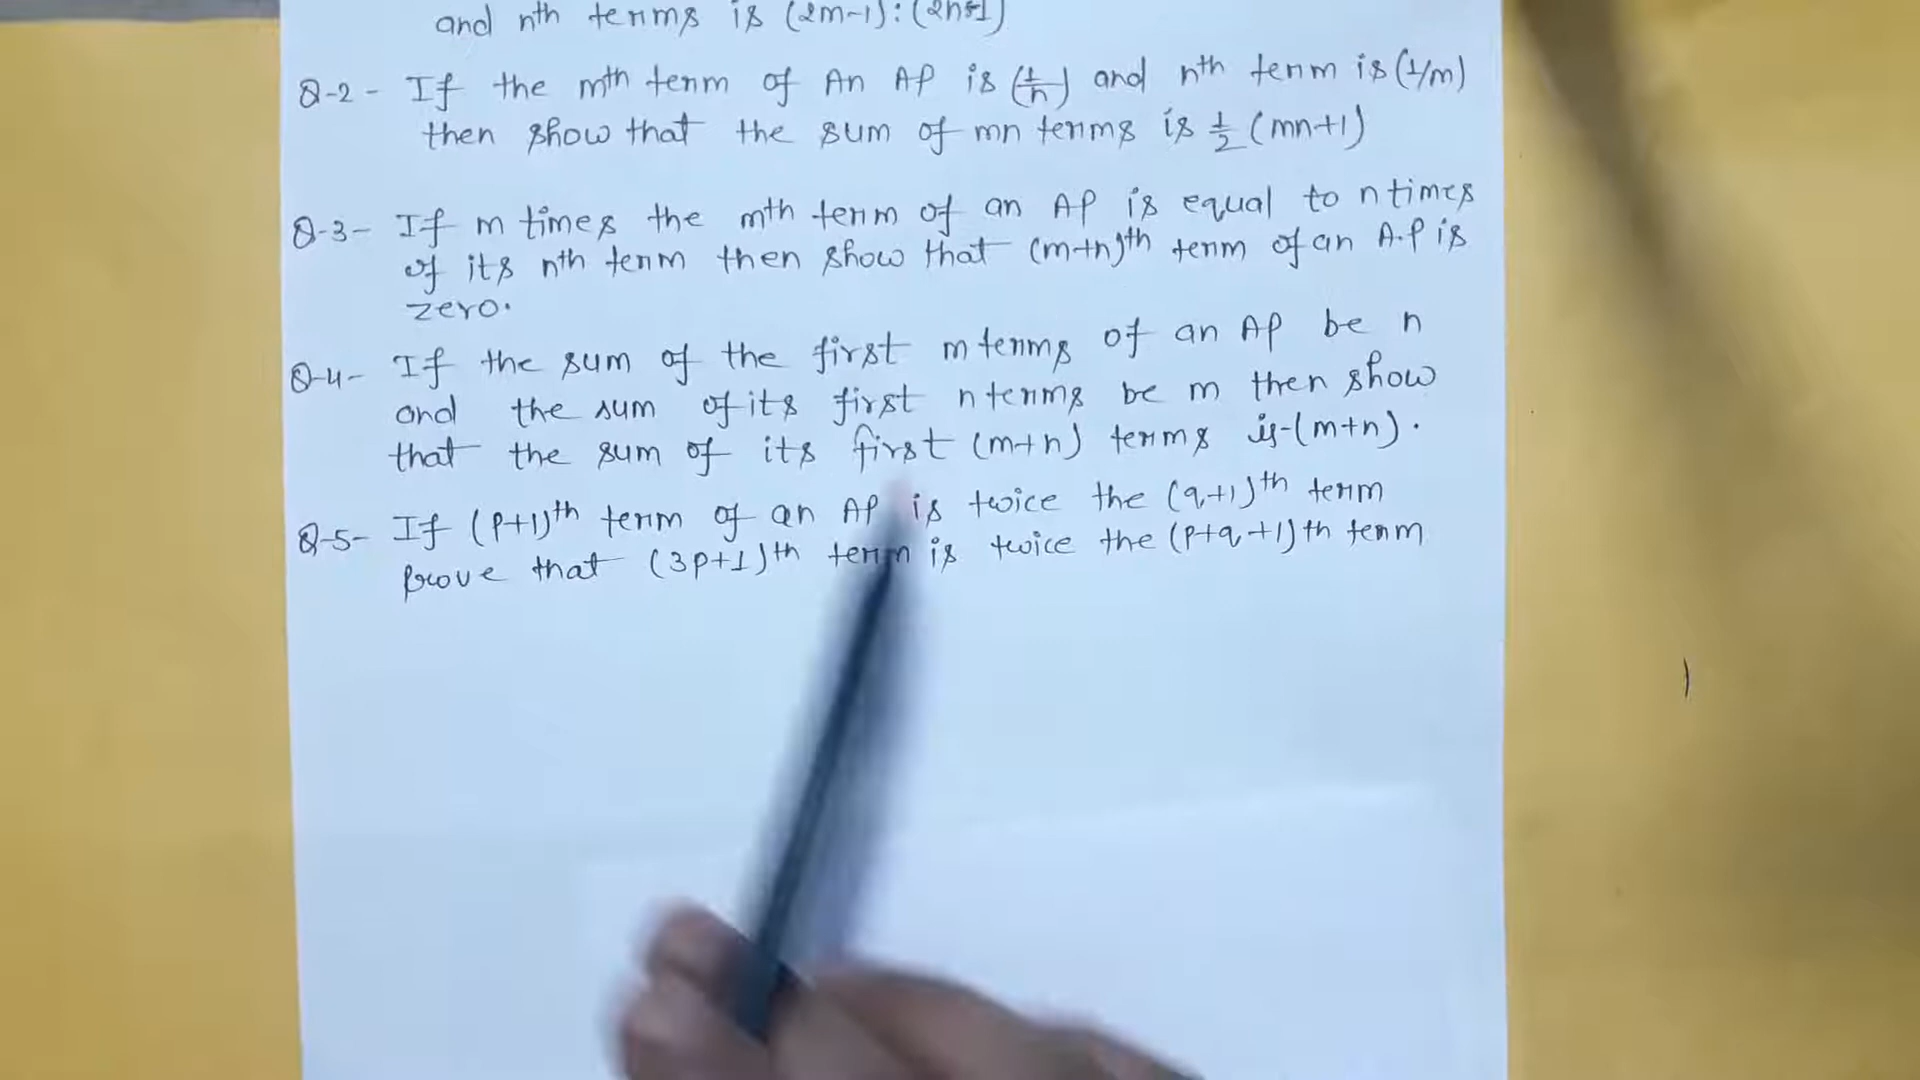 and nth terms is (2m-1):(2n-1)
Q-2- If the mth term of An AP is (1/n) and nth term is (1/m)
then show that the sum of mn terms is 1/2 (mn+1)
Q-3- If m times the mth term of an AP is equal to n times
of its nth term then show that (m+n)th term of an A.P is
zero.
Q-4- If the sum of the first m terms of an AP be n
and the sum of its first n terms be m then show
that the sum of its first (m+n) terms is -(m+n).
Q-5- If (p+1)th term of an AP is twice the (q+1)th term
prove that (3p+1)th term is twice the (p+q+1)th term